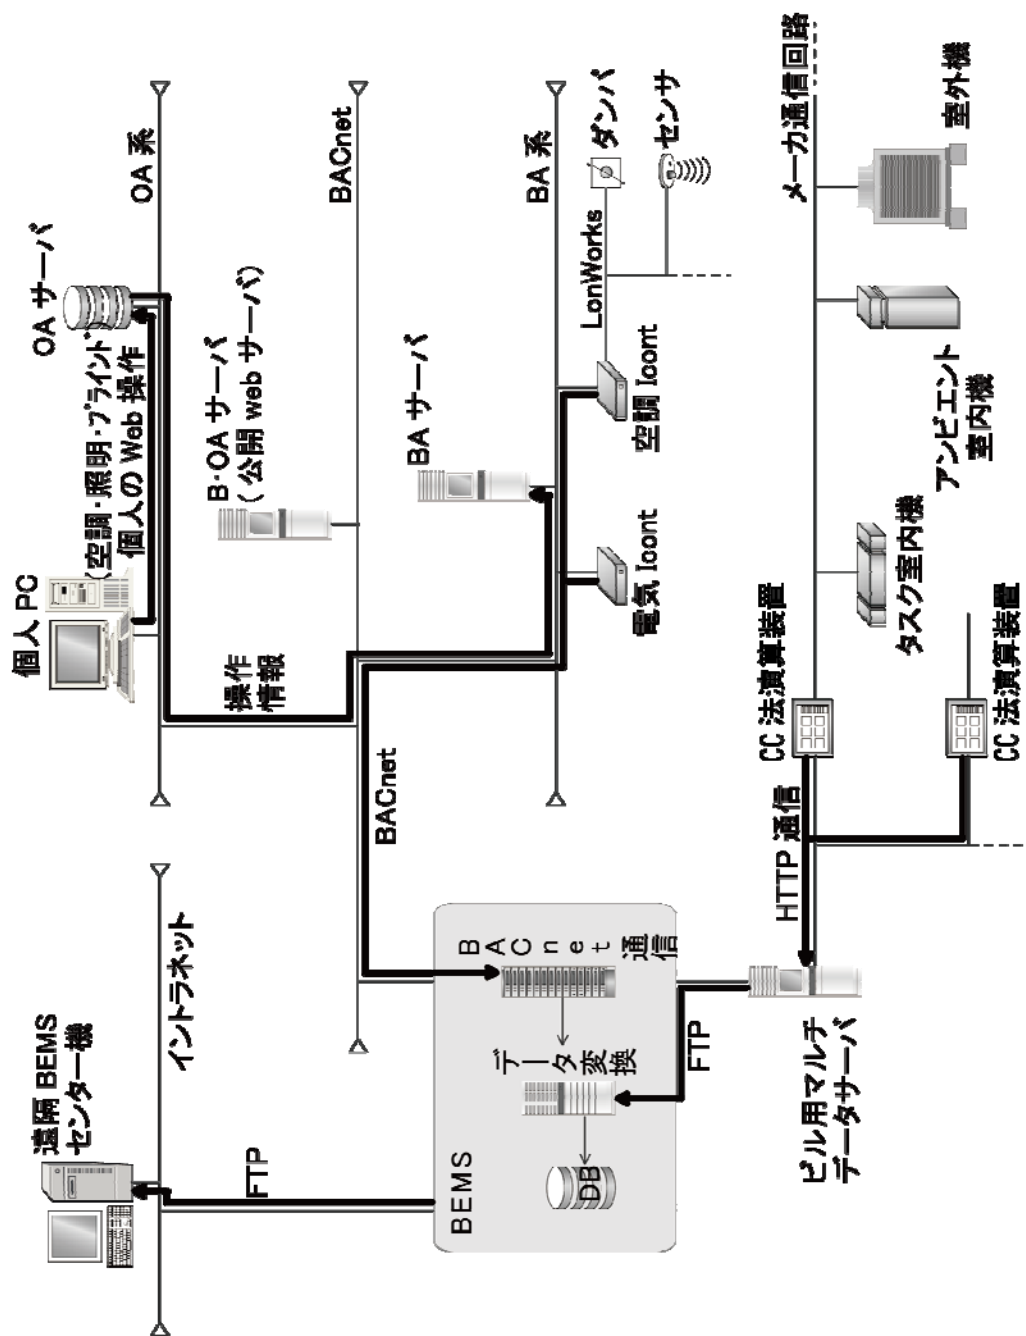 遠隔 BEMS
センター機
イントラネット
FTP
BEMS
BACnet通信
データ変換
DB
FTP
ビル用マルチ
データサーバ
HTTP 通信
CC 法演算装置
CC 法演算装置
個人 PC
(空調・照明・ブラインド)
個人の Web 操作
OA サーバ
OA 系
操作
情報
B・OA サーバ
(公開 web サーバ)
BACnet
BACnet
BA サーバ
BA 系
電気 Icont
空調 Icont
LonWorks
ダンパ
センサ
メーカ通信回路
タスク室内機
アンビエント
室内機
室外機